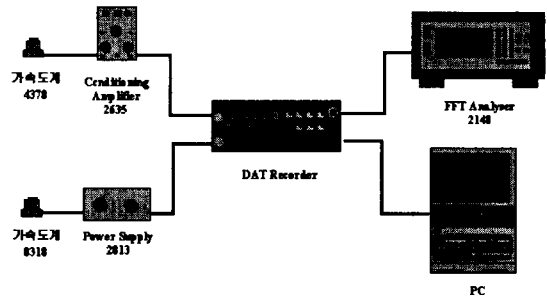 가속도계
4378
Conditioning
Amplifier
2635
가속도계
8318
Power Supply
2813
DAT Recorder
FFT Analyser
2148
PC